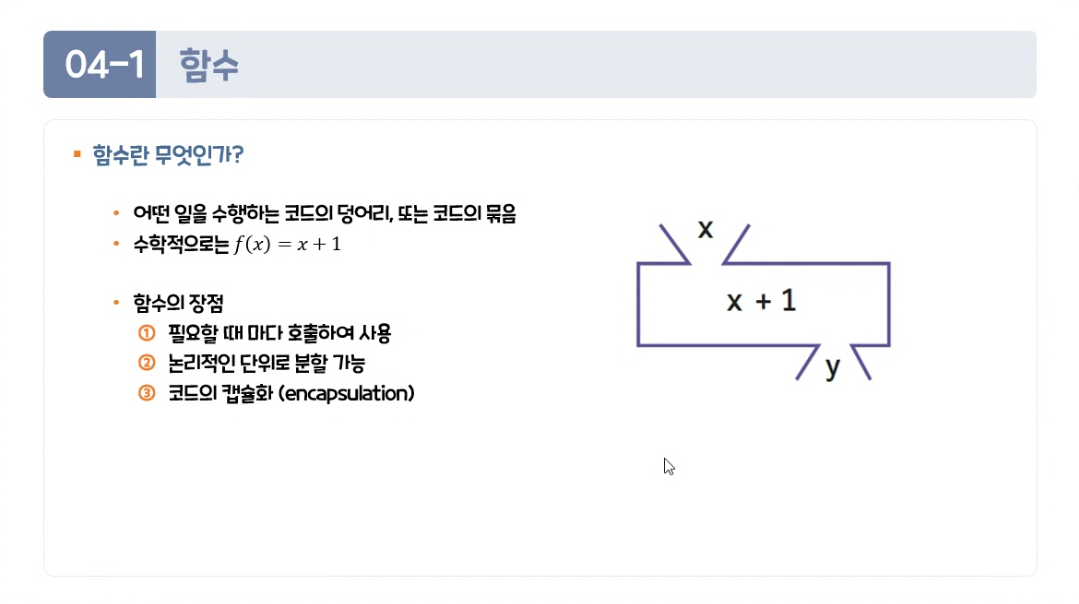 04-1 함수
함수란 무엇인가?
어떤 일을 수행하는 코드의 덩어리, 또는 코드의 묶음
수학적으로는 f(x) = x + 1
함수의 장점
① 필요할 때 마다 호출하여 사용
② 논리적인 단위로 분할 가능
③ 코드의 캡슐화 (encapsulation)
x
x + 1
y